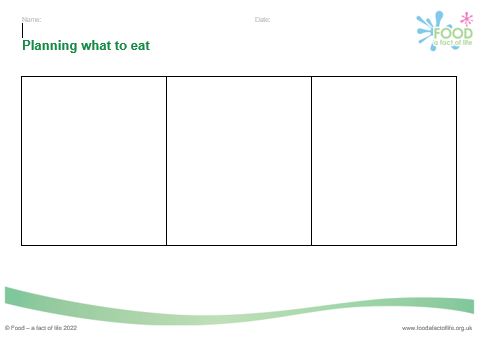 Name:
Date:
Planning what to eat
FOOD
a fact of life
© Food – a fact of life 2022
www.foodafactoflife.org.uk